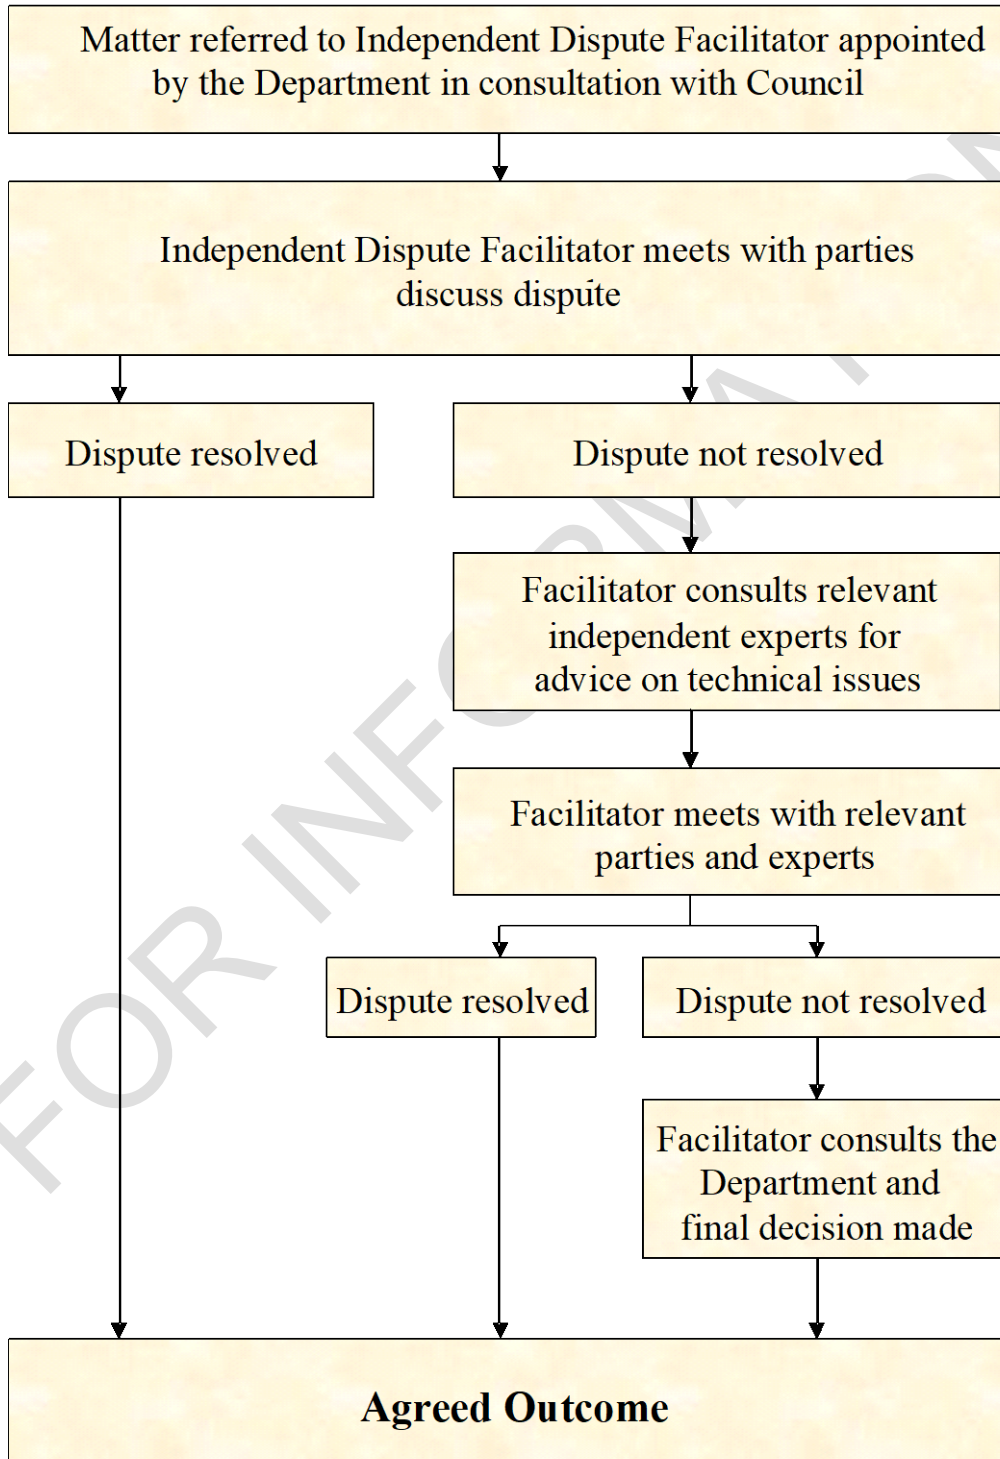 Matter referred to Independent Dispute Facilitator appointed
by the Department in consultation with Council
Independent Dispute Facilitator meets with parties
discuss dispute
Dispute resolved
Dispute not resolved
Facilitator consults relevant
independent experts for
advice on technical issues
Facilitator meets with relevant
parties and experts
Dispute resolved
Dispute not resolved
Facilitator consults the
Department and
final decision made
Agreed Outcome
FOR INFORMATION